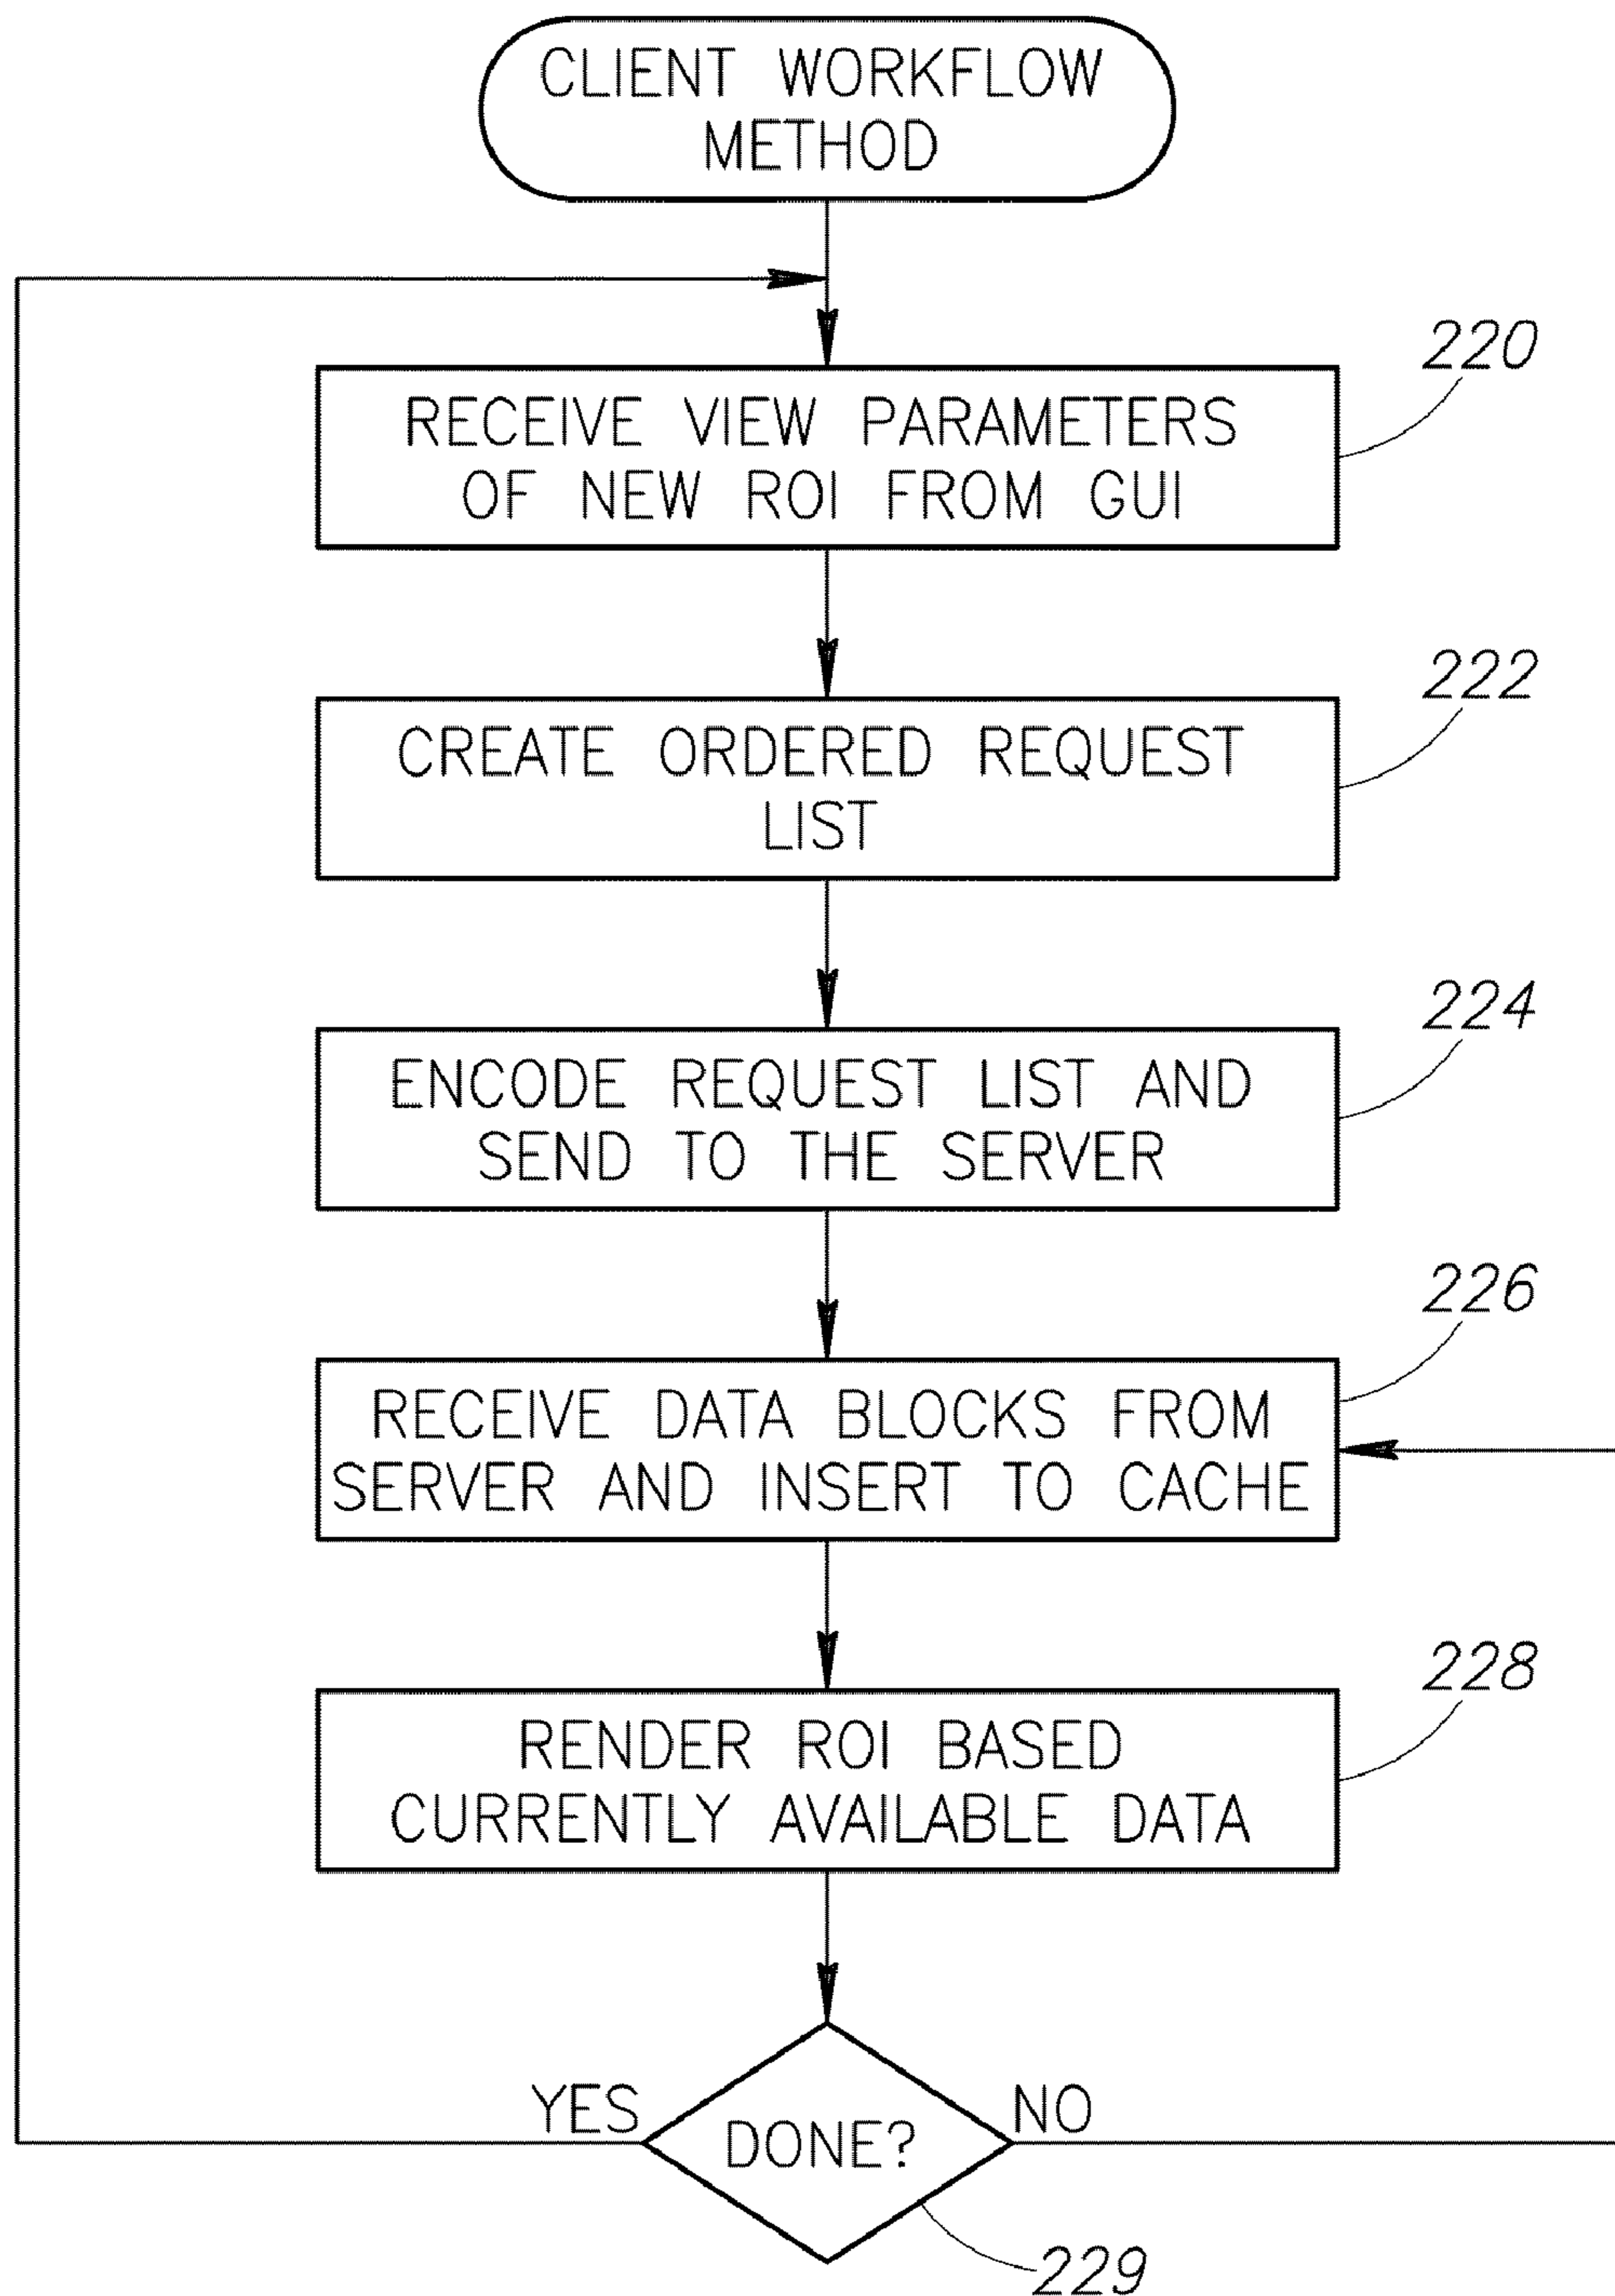 CLIENT WORKFLOW
METHOD
220
RECEIVE VIEW PARAMETERS
OF NEW ROI FROM GUI
222
CREATE ORDERED REQUEST
LIST
224
ENCODE REQUEST LIST AND
SEND TO THE SERVER
226
RECEIVE DATA BLOCKS FROM
SERVER AND INSERT TO CACHE
228
RENDER ROI BASED
CURRENTLY AVAILABLE DATA
YES
DONE?
NO
229